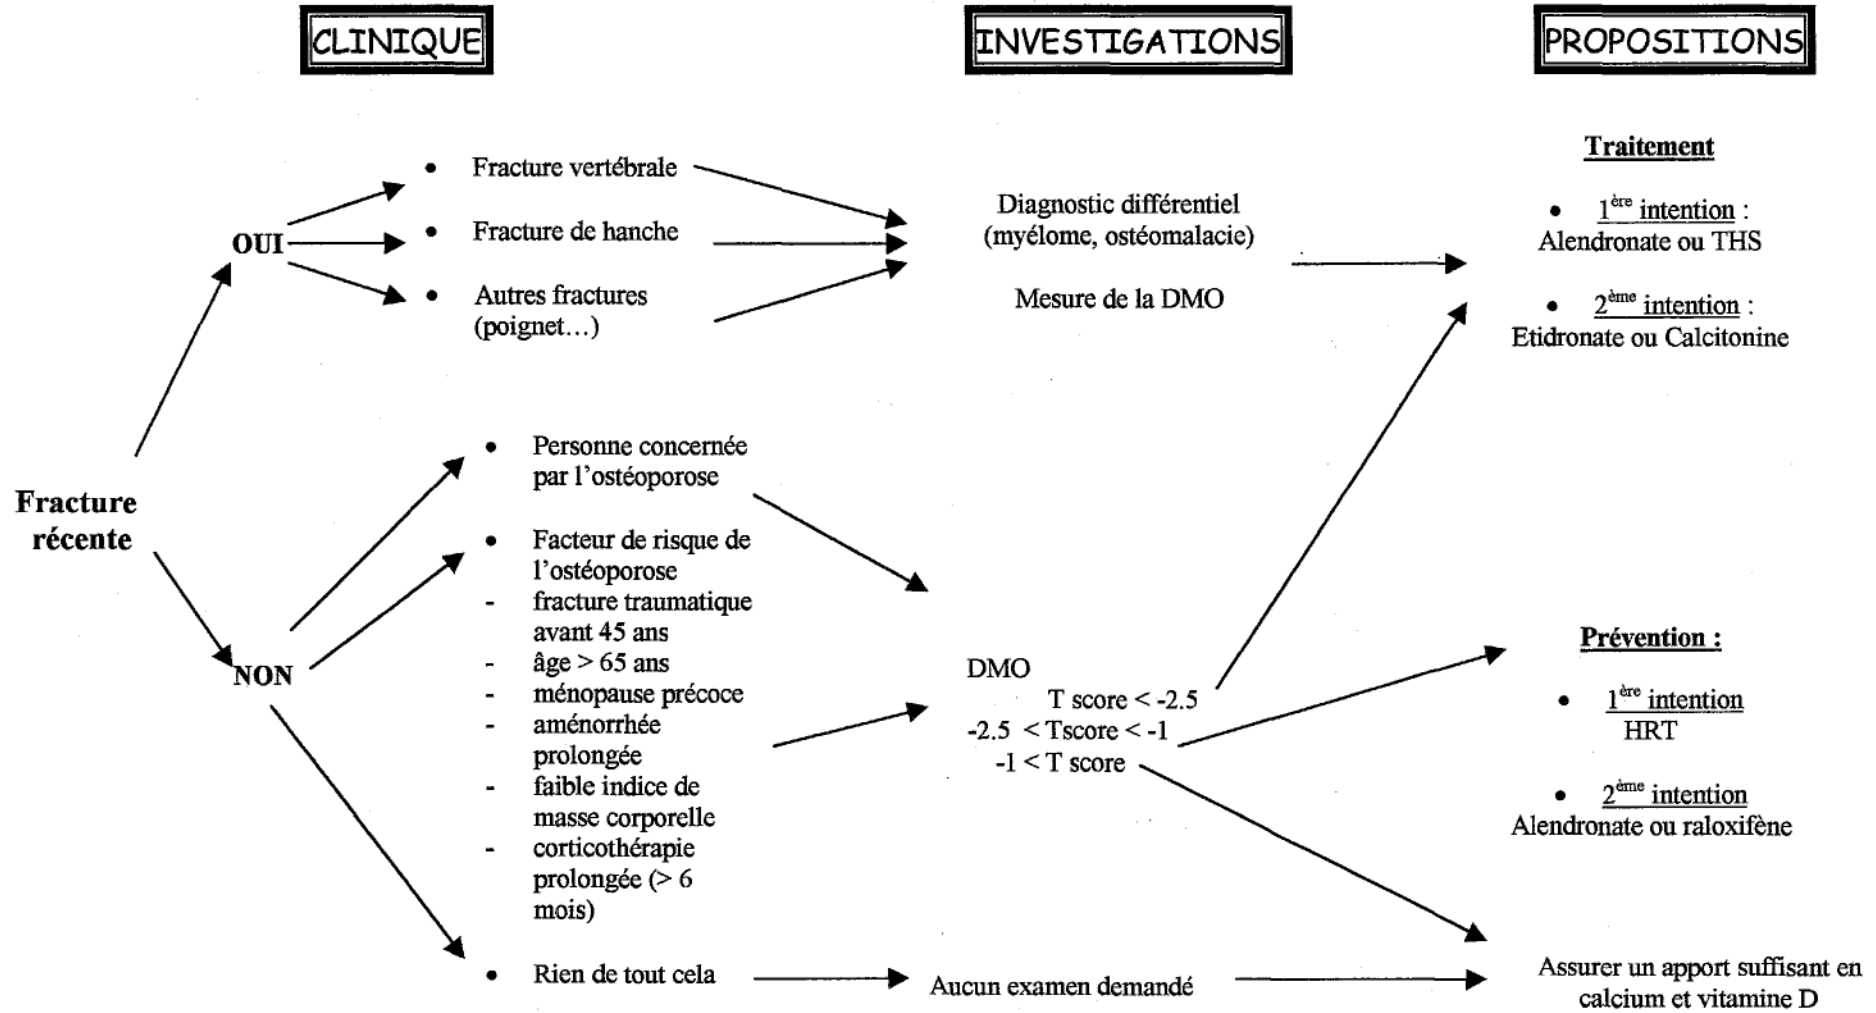 CLINIQUE
INVESTIGATIONS
PROPOSITIONS
Fracture
récente
OUI
• Fracture vertébrale
• Fracture de hanche
• Autres fractures
(poignet…)
Diagnostic différentiel
(myélome, ostéomalacie)
Mesure de la DMO
Traitement
• 1ère intention :
Alendronate ou THS
• 2ème intention :
Etidronate ou Calcitonine
NON
• Personne concernée
par l'ostéoporose
• Facteur de risque de
l'ostéoporose
- fracture traumatique
avant 45 ans
- âge > 65 ans
- ménopause précoce
- aménorrhée
prolongée
- faible indice de
masse corporelle
- corticothérapie
prolongée (> 6
mois)
• Rien de tout cela
DMO
T score < -2.5
-2.5 < Tscore < -1
-1 < T score
Aucun examen demandé
Prévention :
• 1ère intention
HRT
• 2ème intention
Alendronate ou raloxifène
Assurer un apport suffisant en
calcium et vitamine D